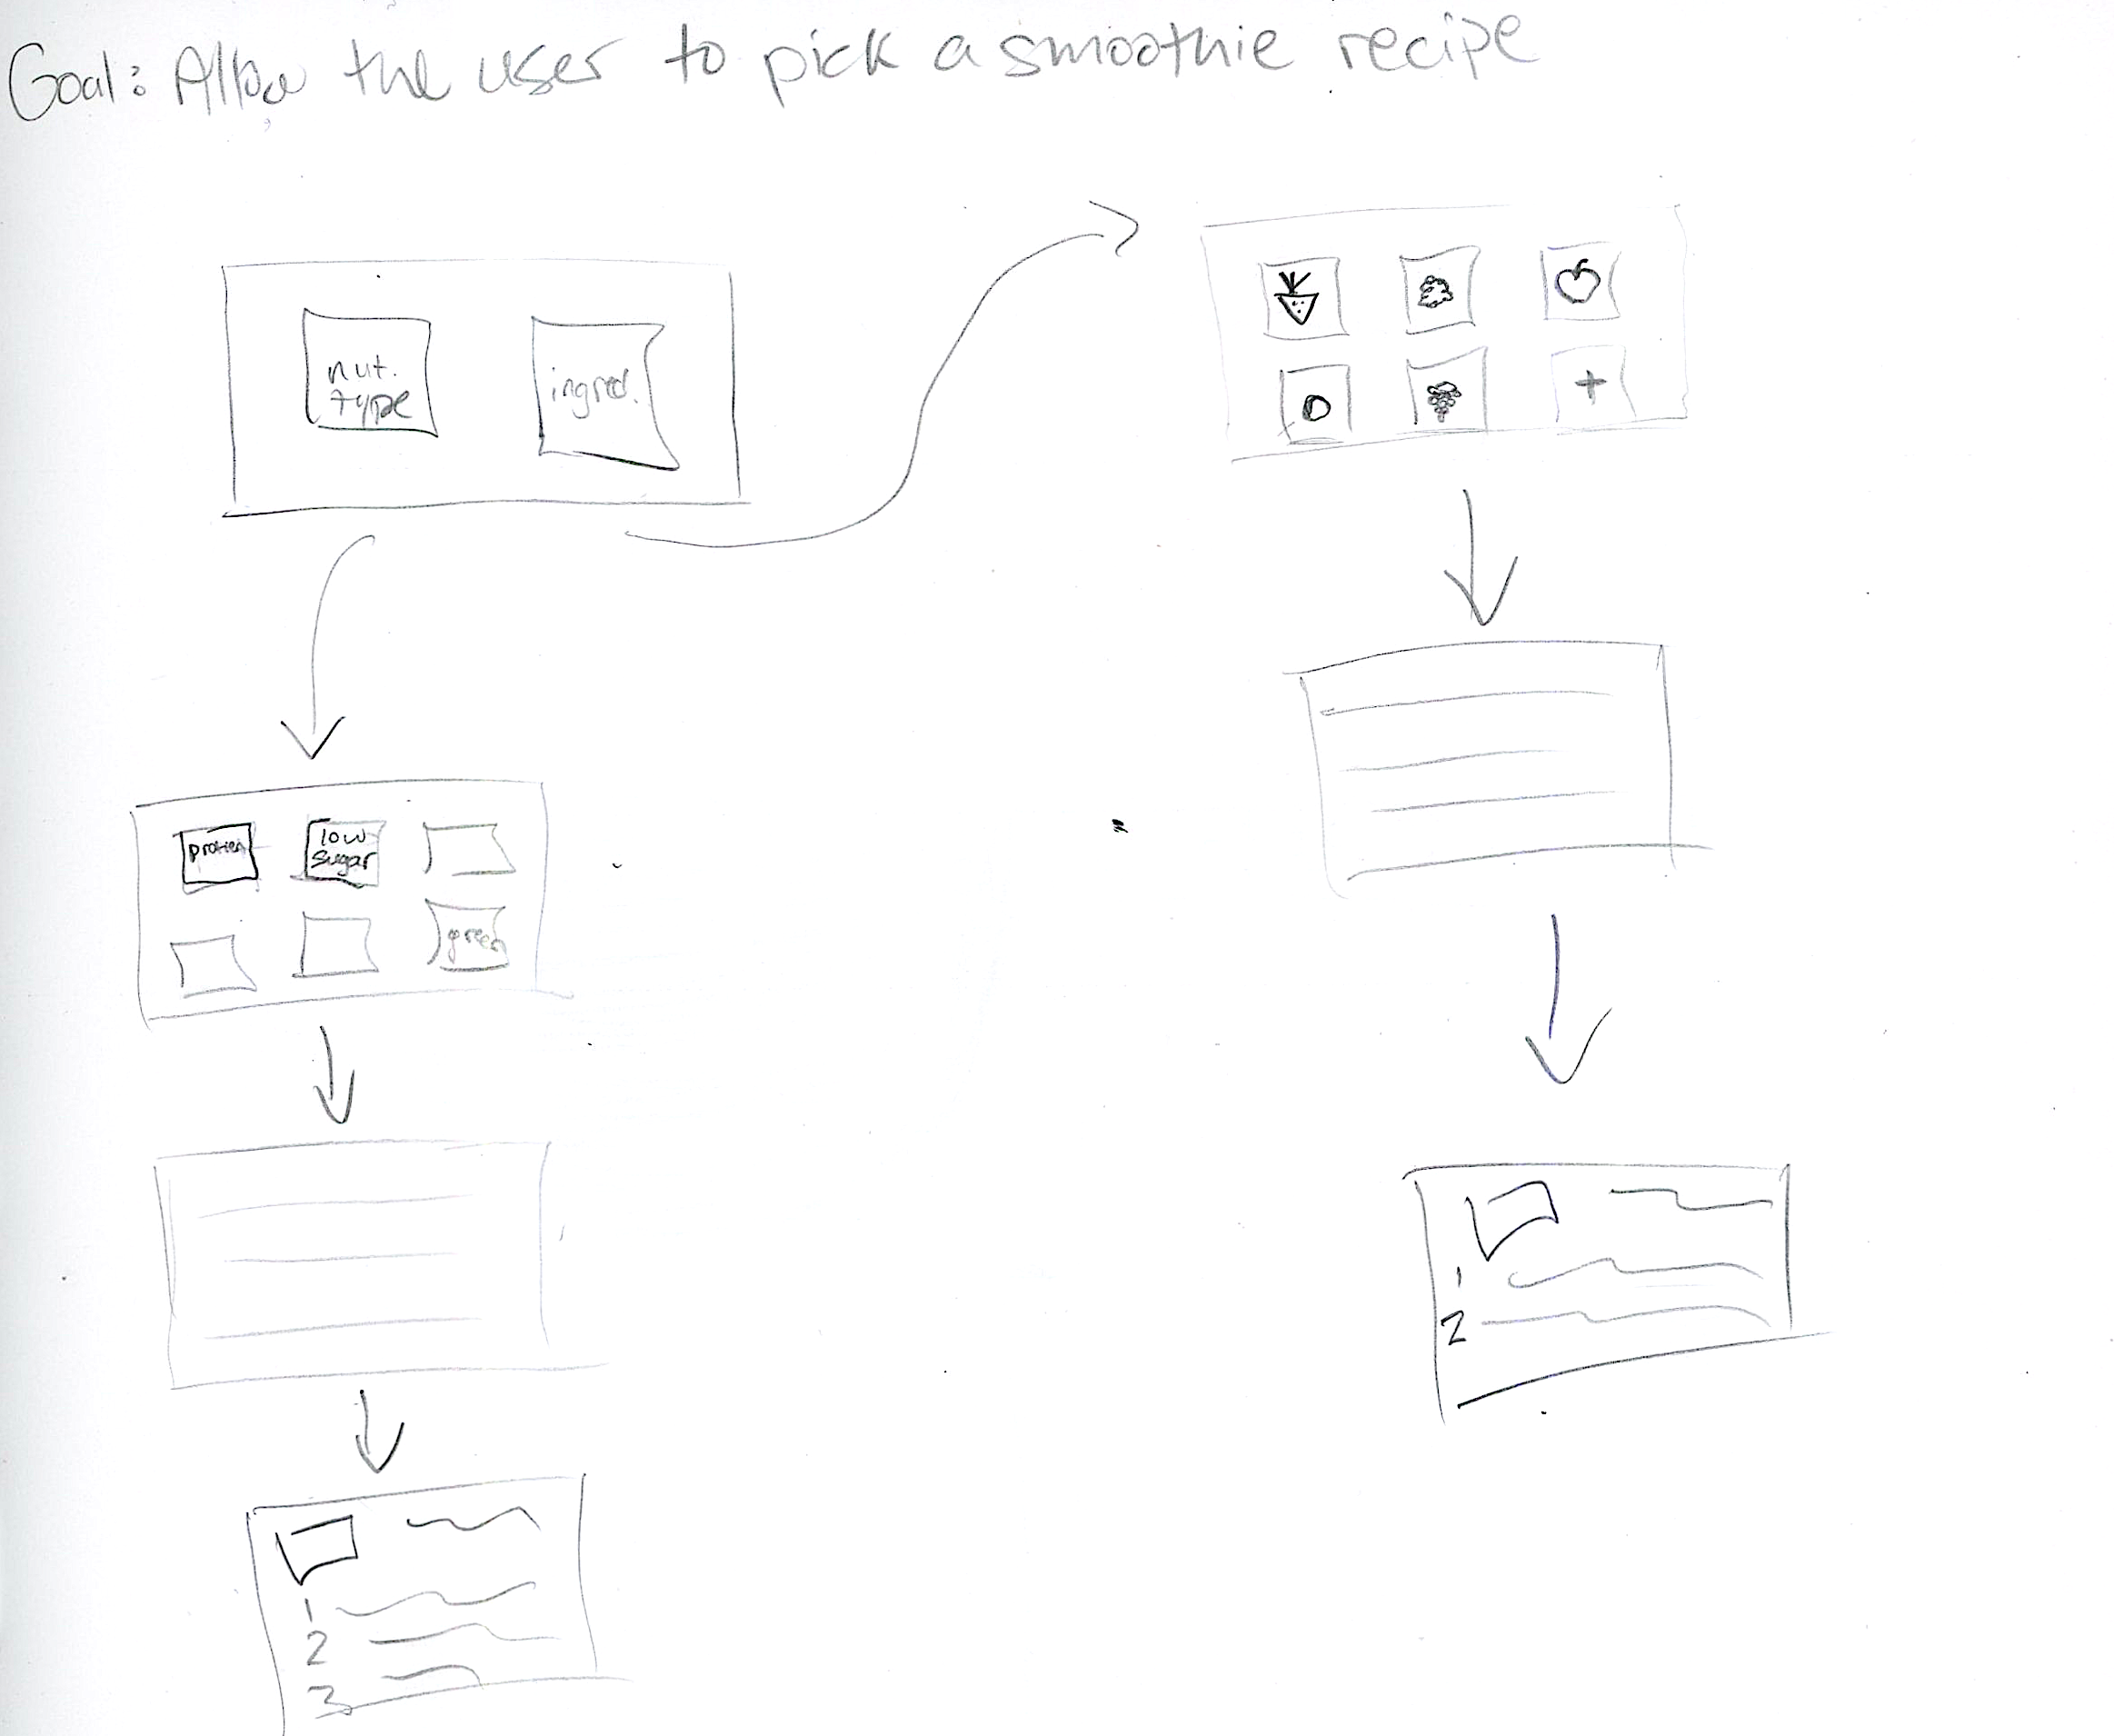 Goal: Allow the user to pick a smoothie recipe
nut.
type
ingred.
+
protien
low
sugar
green
1
2
1
2
3